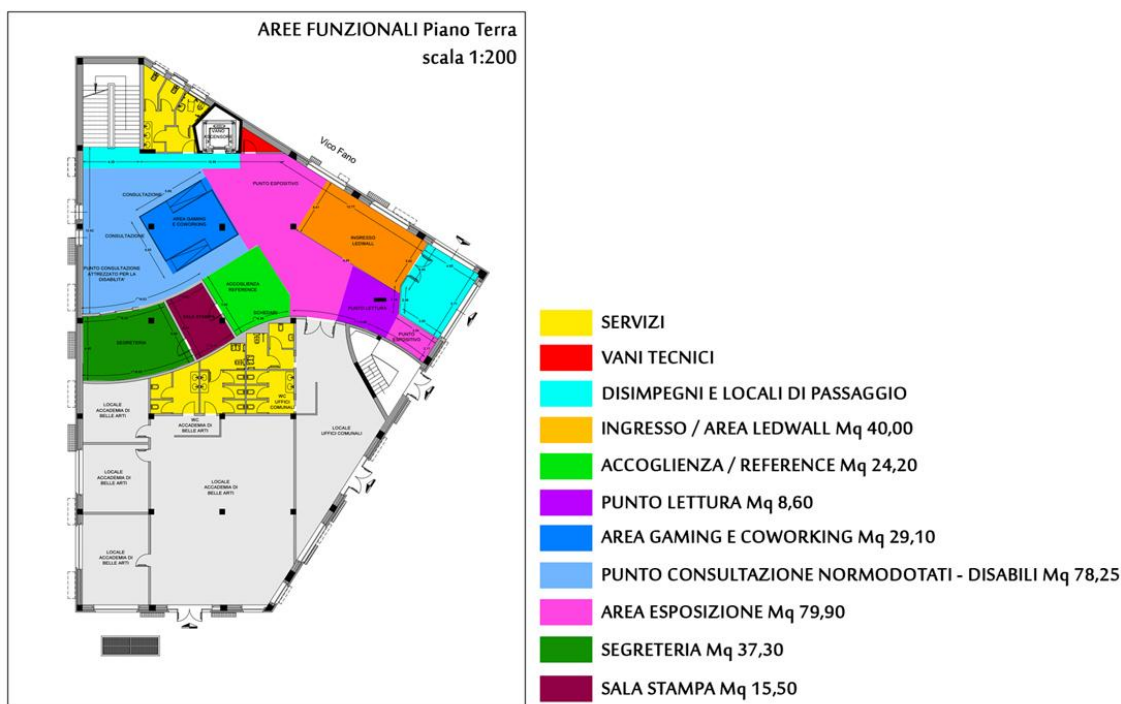 AREE FUNZIONALI Piano Terra
scala 1:200
Vico Fano
VANO
ASCENSORE
PUNTO ESPOSITIVO
CONSULTAZIONE
AREA GAMING
E COWORKING
CONSULTAZIONE
INGRESSO
LEDWALL
PUNTO CONSULTAZIONE
ATTREZZATO PER LA
DISABILITA'
ACCOGLIENZA
REFERENCE
PUNTO LETTURA
SALA STAMPA
PUNTO
ESPOSITIVO
SEGRETERIA
LOCALE
ACCADEMIA DI
BELLE ARTI
WC
UFFICI
COMUNALI
WC
ACCADEMIA DI
BELLE ARTI
LOCALE
UFFICI COMUNALI
LOCALE
ACCADEMIA DI
BELLE ARTI
LOCALE
ACCADEMIA DI
BELLE ARTI
LOCALE
ACCADEMIA DI
BELLE ARTI
SERVIZI
VANI TECNICI
DISIMPEGNI E LOCALI DI PASSAGGIO
INGRESSO / AREA LEDWALL Mq 40,00
ACCOGLIENZA / REFERENCE Mq 24,20
PUNTO LETTURA Mq 8,60
AREA GAMING E COWORKING Mq 29,10
PUNTO CONSULTAZIONE NORMODOTATI - DISABILI Mq 78,25
AREA ESPOSIZIONE Mq 79,90
SEGRETERIA Mq 37,30
SALA STAMPA Mq 15,50